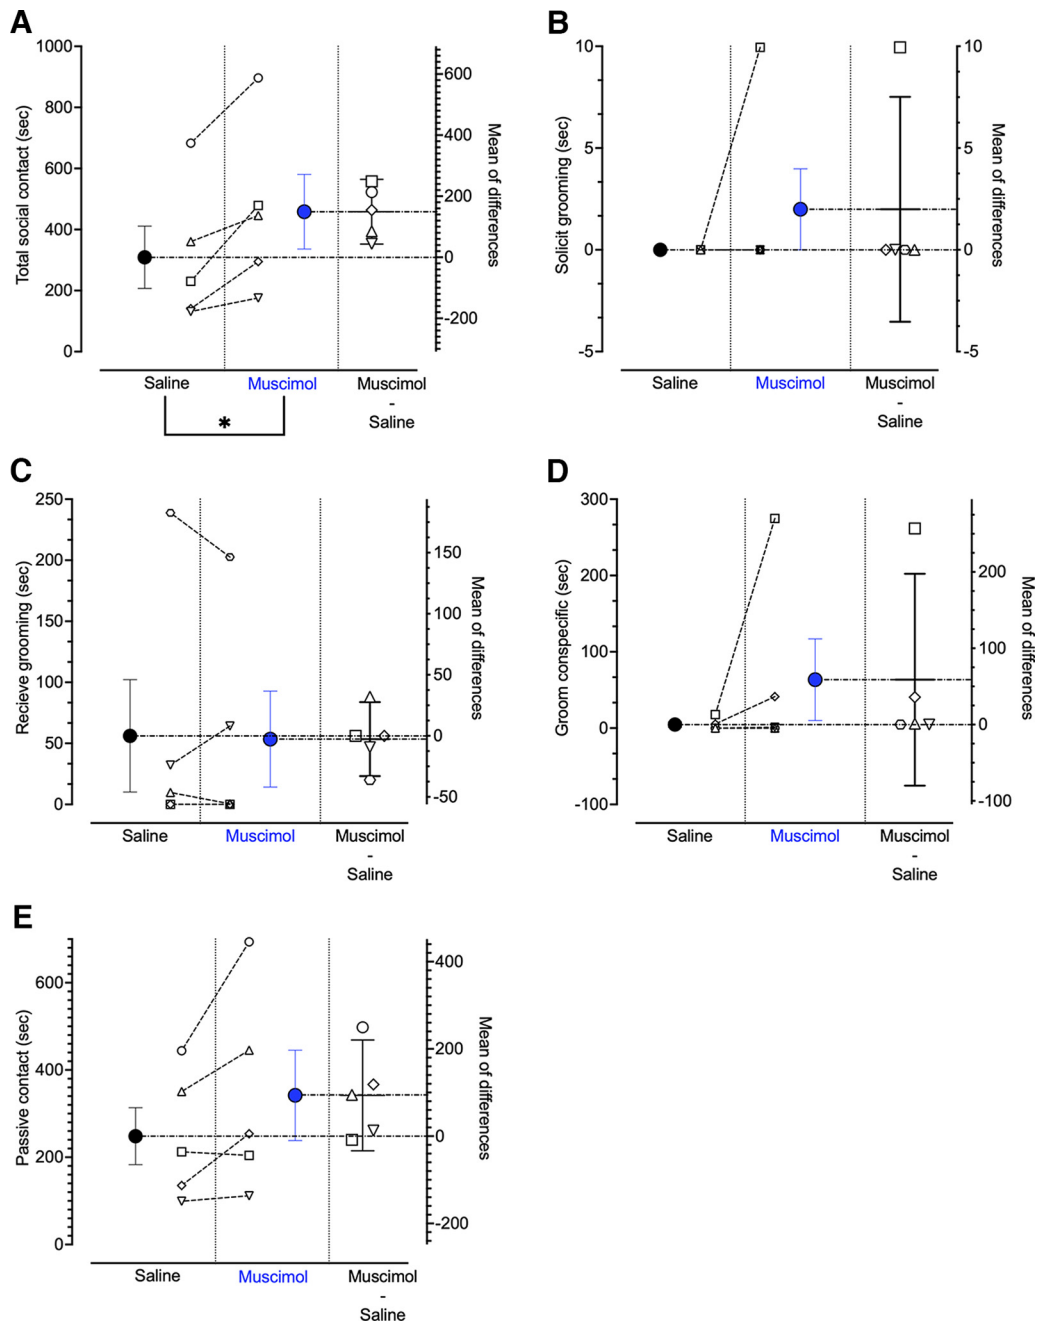 A
Total social contact (sec)
1000
800
600
400
200
0
600
400
200
0
-200
Mean of differences
Saline
Muscimol
Muscimol
-
Saline
*
B
Solicit grooming (sec)
10
5
0
-5
10
5
0
-5
Mean of differences
Saline
Muscimol
Muscimol
-
Saline
C
Recieve grooming (sec)
250
200
150
100
50
0
150
100
50
0
-50
Mean of differences
Saline
Muscimol
Muscimol
-
Saline
D
Groom conspecific (sec)
300
200
100
0
-100
200
100
0
-100
Mean of differences
Saline
Muscimol
Muscimol
-
Saline
E
Passive contact (sec)
600
400
200
0
400
200
0
-200
Mean of differences
Saline
Muscimol
Muscimol
-
Saline